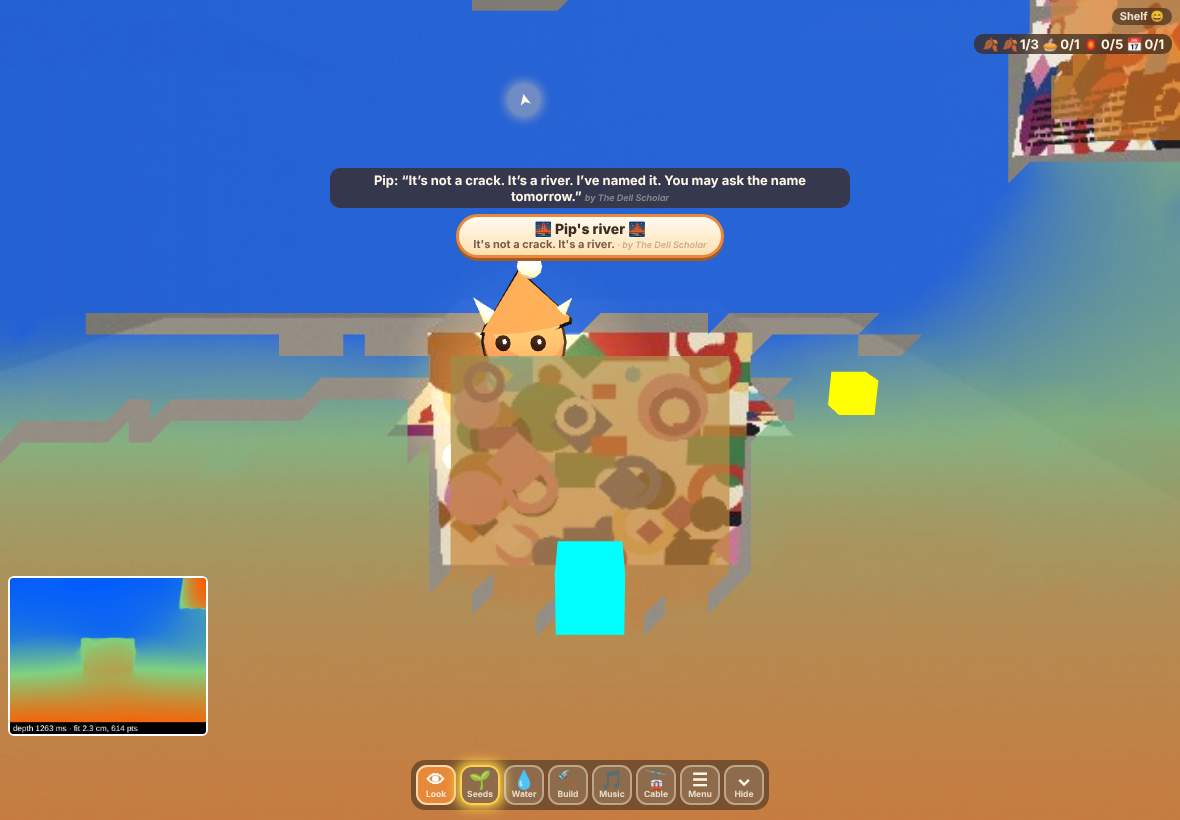 Shelf
1/3 0/1 0/5 0/1
Pip: “It’s not a crack. It’s a river. I’ve named it. You may ask the name
tomorrow.” by The Dell Scholar
Pip's river
It's not a crack. It's a river. · by The Dell Scholar
depth 1263 ms · fit 2.3 cm, 614 pts
Look Seeds Water Build Music Cable Menu Hide